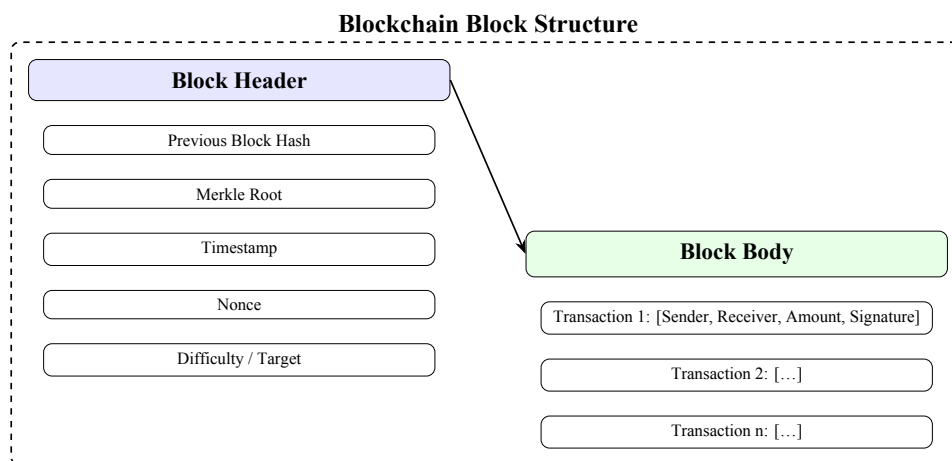 Blockchain Block Structure
Block Header
Previous Block Hash
Merkle Root
Timestamp
Nonce
Difficulty / Target
Block Body
Transaction 1: [Sender, Receiver, Amount, Signature]
Transaction 2: […]
Transaction n: […]